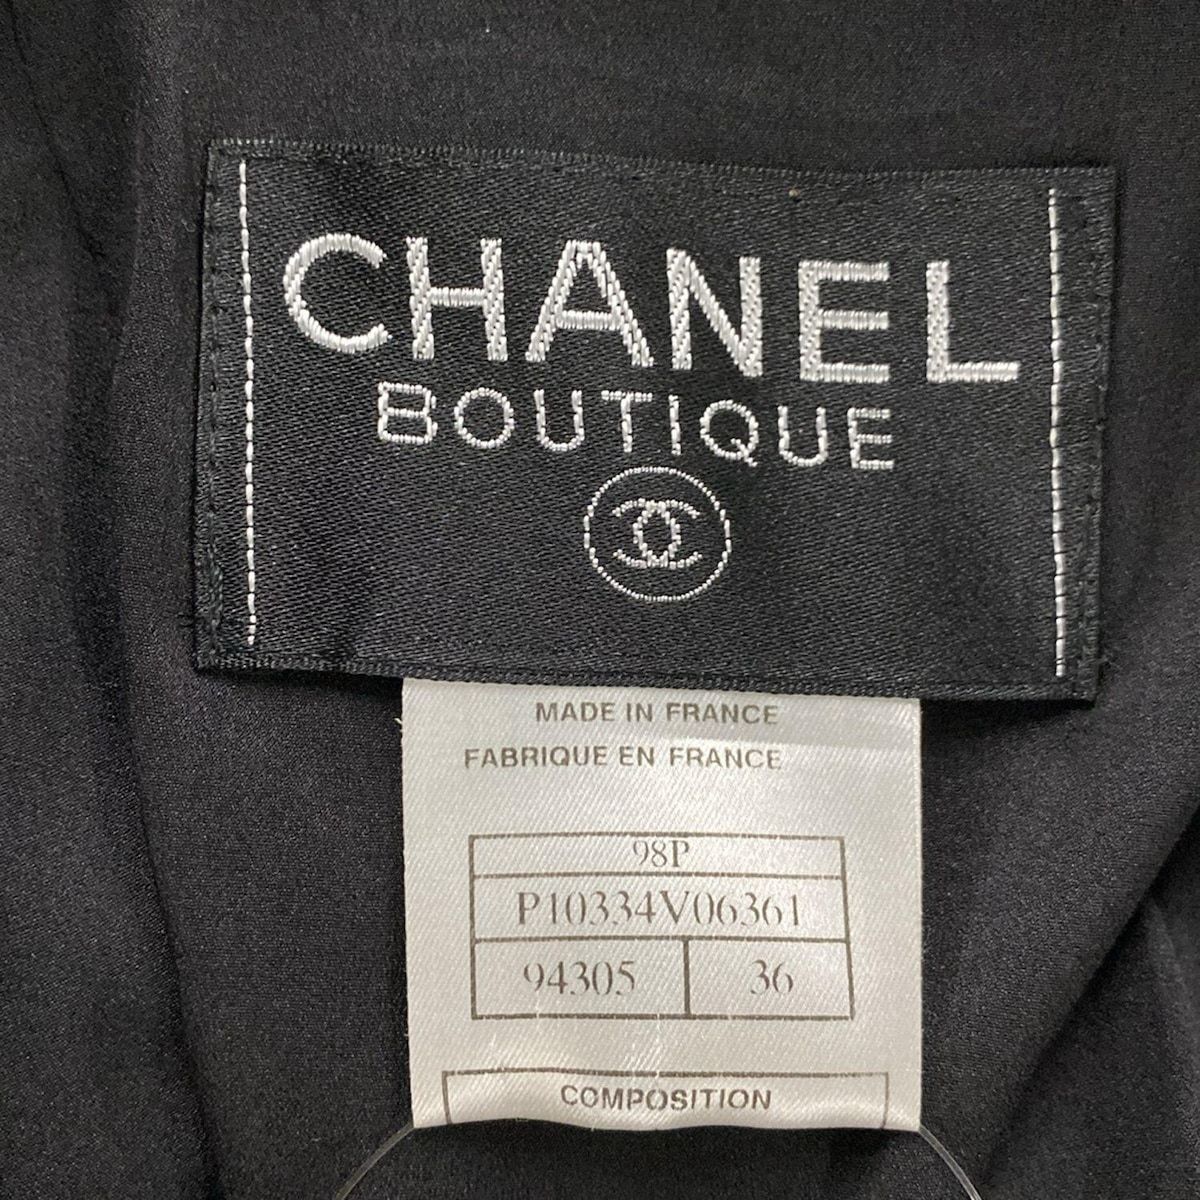 CHANEL
BOUTIQUE
MADE IN FRANCE
FABRIQUE EN FRANCE
98P
P10334V06361
94305 36
COMPOSITION